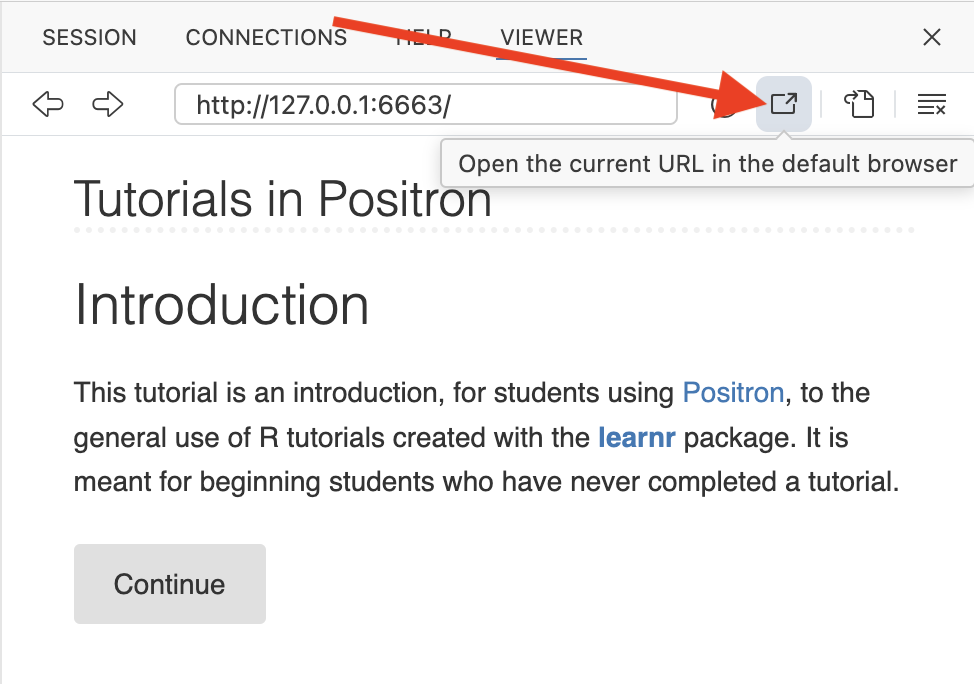 SESSION CONNECTIONS HELP VIEWER
http://127.0.0.1:6663/
Open the current URL in the default browser
Tutorials in Positron
Introduction
This tutorial is an introduction, for students using Positron, to the
general use of R tutorials created with the learnr package. It is
meant for beginning students who have never completed a tutorial.
Continue